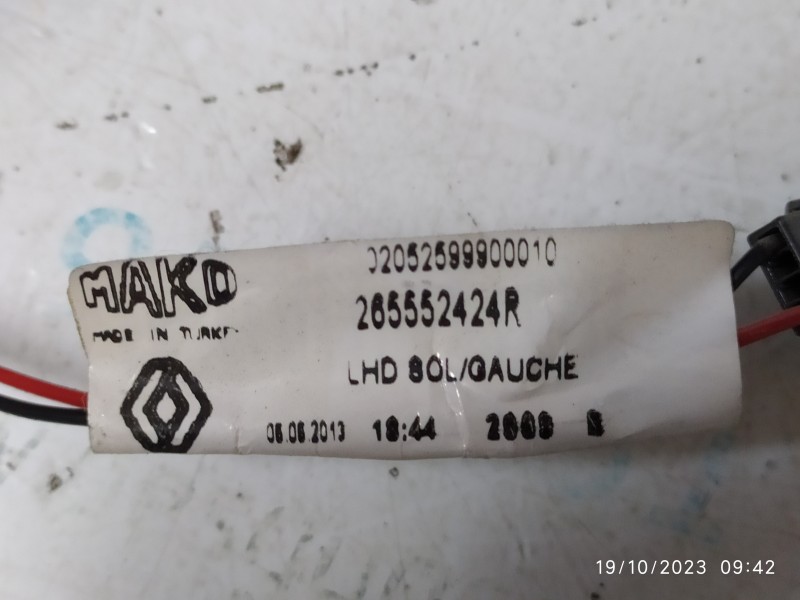 MAKO
MADE IN TURKEY
02052599900010
265552424R
LHD SOL/GAUCHE
06.06.2013 18:44
19/10/2023 09:42